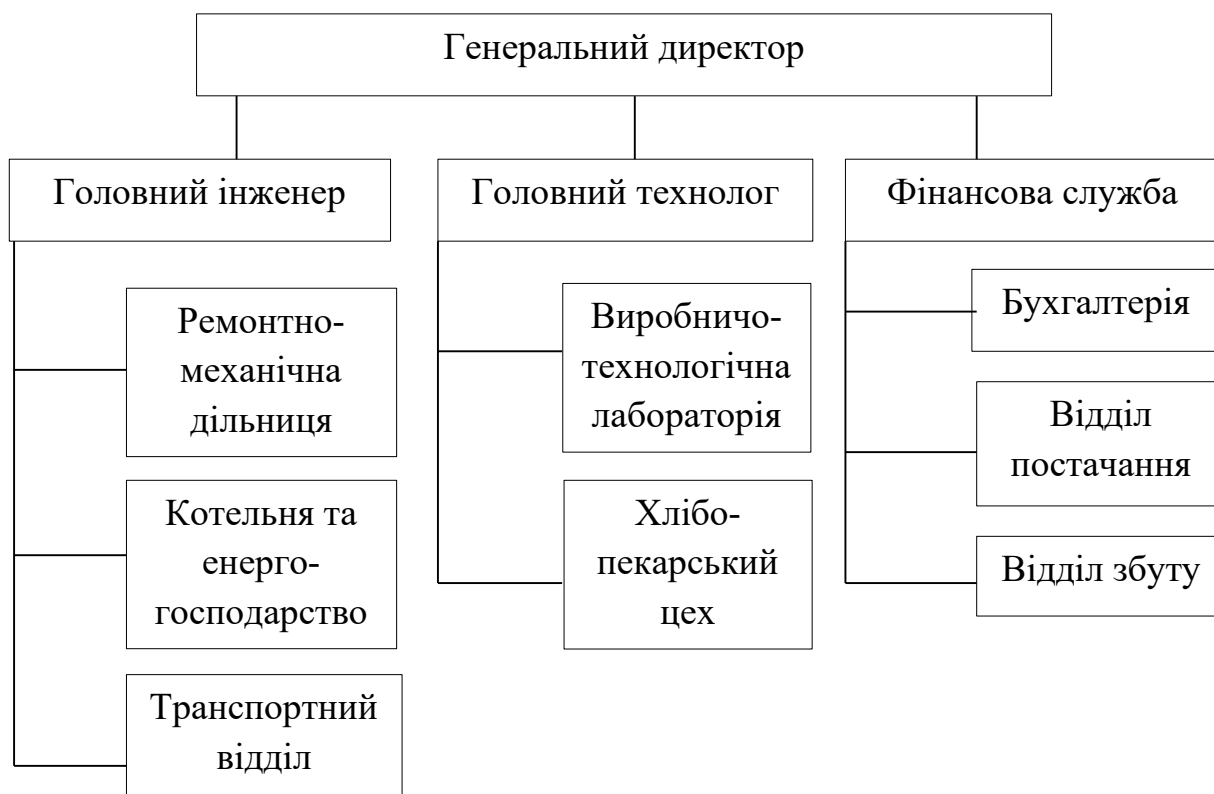 Генеральний директор
Головний інженер
Головний технолог
Фінансова служба
Ремонтно-
механічна
дільниця
Котельня та
енерго-
господарство
Транспортний
відділ
Виробничо-
технологічна
лабораторія
Хлібо-
пекарський
цех
Бухгалтерія
Відділ
постачання
Відділ збуту